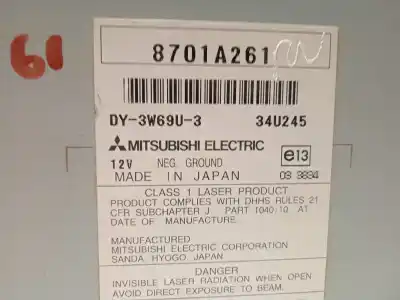 61
8701A261
DY-3W69U-3 34U245
MITSUBISHI ELECTRIC
12V NEG. GROUND e13
MADE IN JAPAN 03 3834
CLASS 1 LASER PRODUCT
PRODUCT COMPLIES WITH DHHS RULES 21
CFR SUBCHAPTER J PART 1040.10 AT
DATE OF MANUFACTURE.
MANUFACTURED
MITSUBISHI ELECTRIC CORPORATION
SANDA HYOGO JAPAN
DANGER
INVISIBLE LASER RADIATION WHEN OPEN
AVOID DIRECT EXPOSURE TO BEAM.